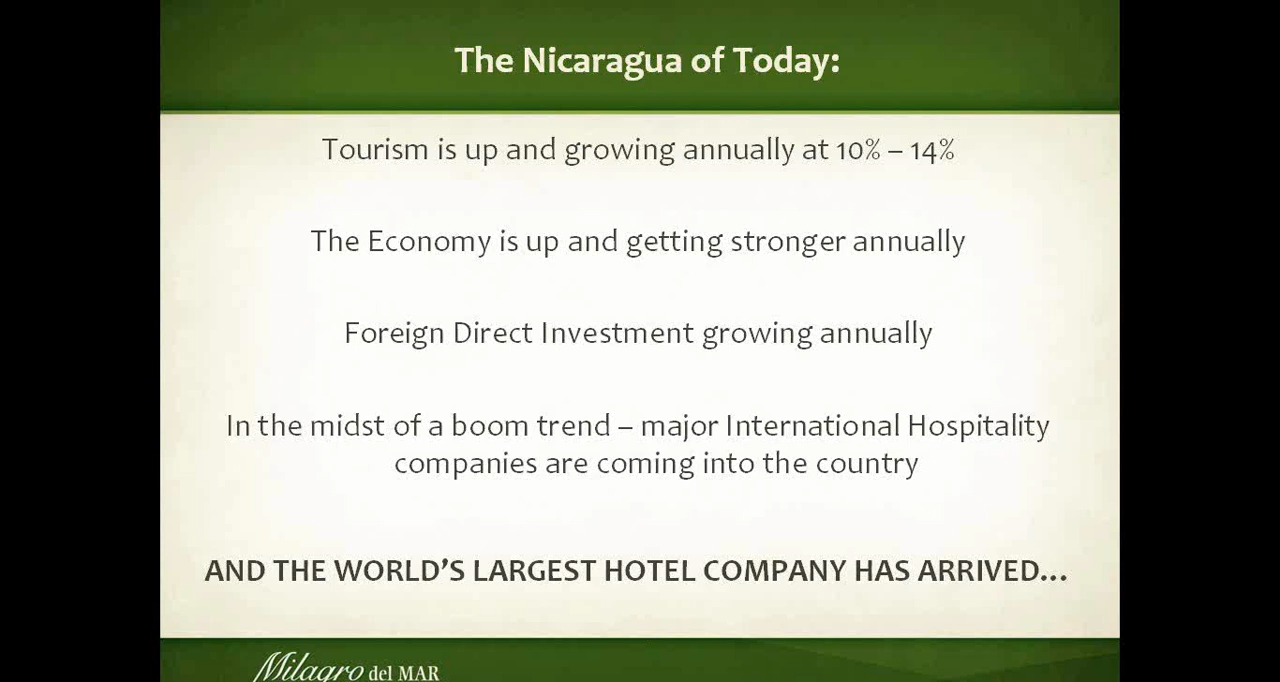 The Nicaragua of Today:
Tourism is up and growing annually at 10% – 14%
The Economy is up and getting stronger annually
Foreign Direct Investment growing annually
In the midst of a boom trend – major International Hospitality
companies are coming into the country
AND THE WORLD’S LARGEST HOTEL COMPANY HAS ARRIVED...
Milagro del MAR